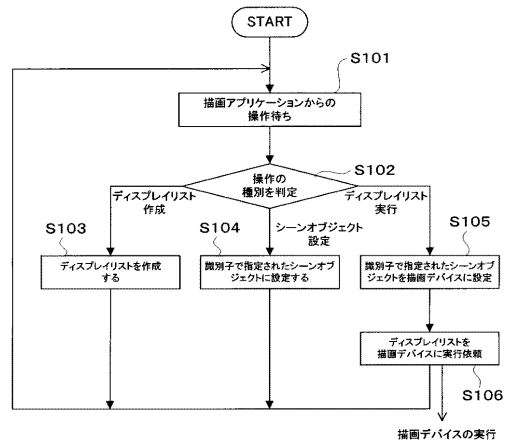 START
S101
描画アプリケーションからの
操作待ち
S102
操作の
種別を判定
ディスプレイリスト
作成
シーンオブジェクト
設定
ディスプレイリスト
実行
S103
ディスプレイリストを作成
する
S104
識別子で指定されたシーンオブ
ジェクトに設定する
S105
識別子で指定されたシーンオブ
ジェクトを描画デバイスに設定
ディスプレイリストを
描画デバイスに実行依頼
S106
描画デバイスの実行